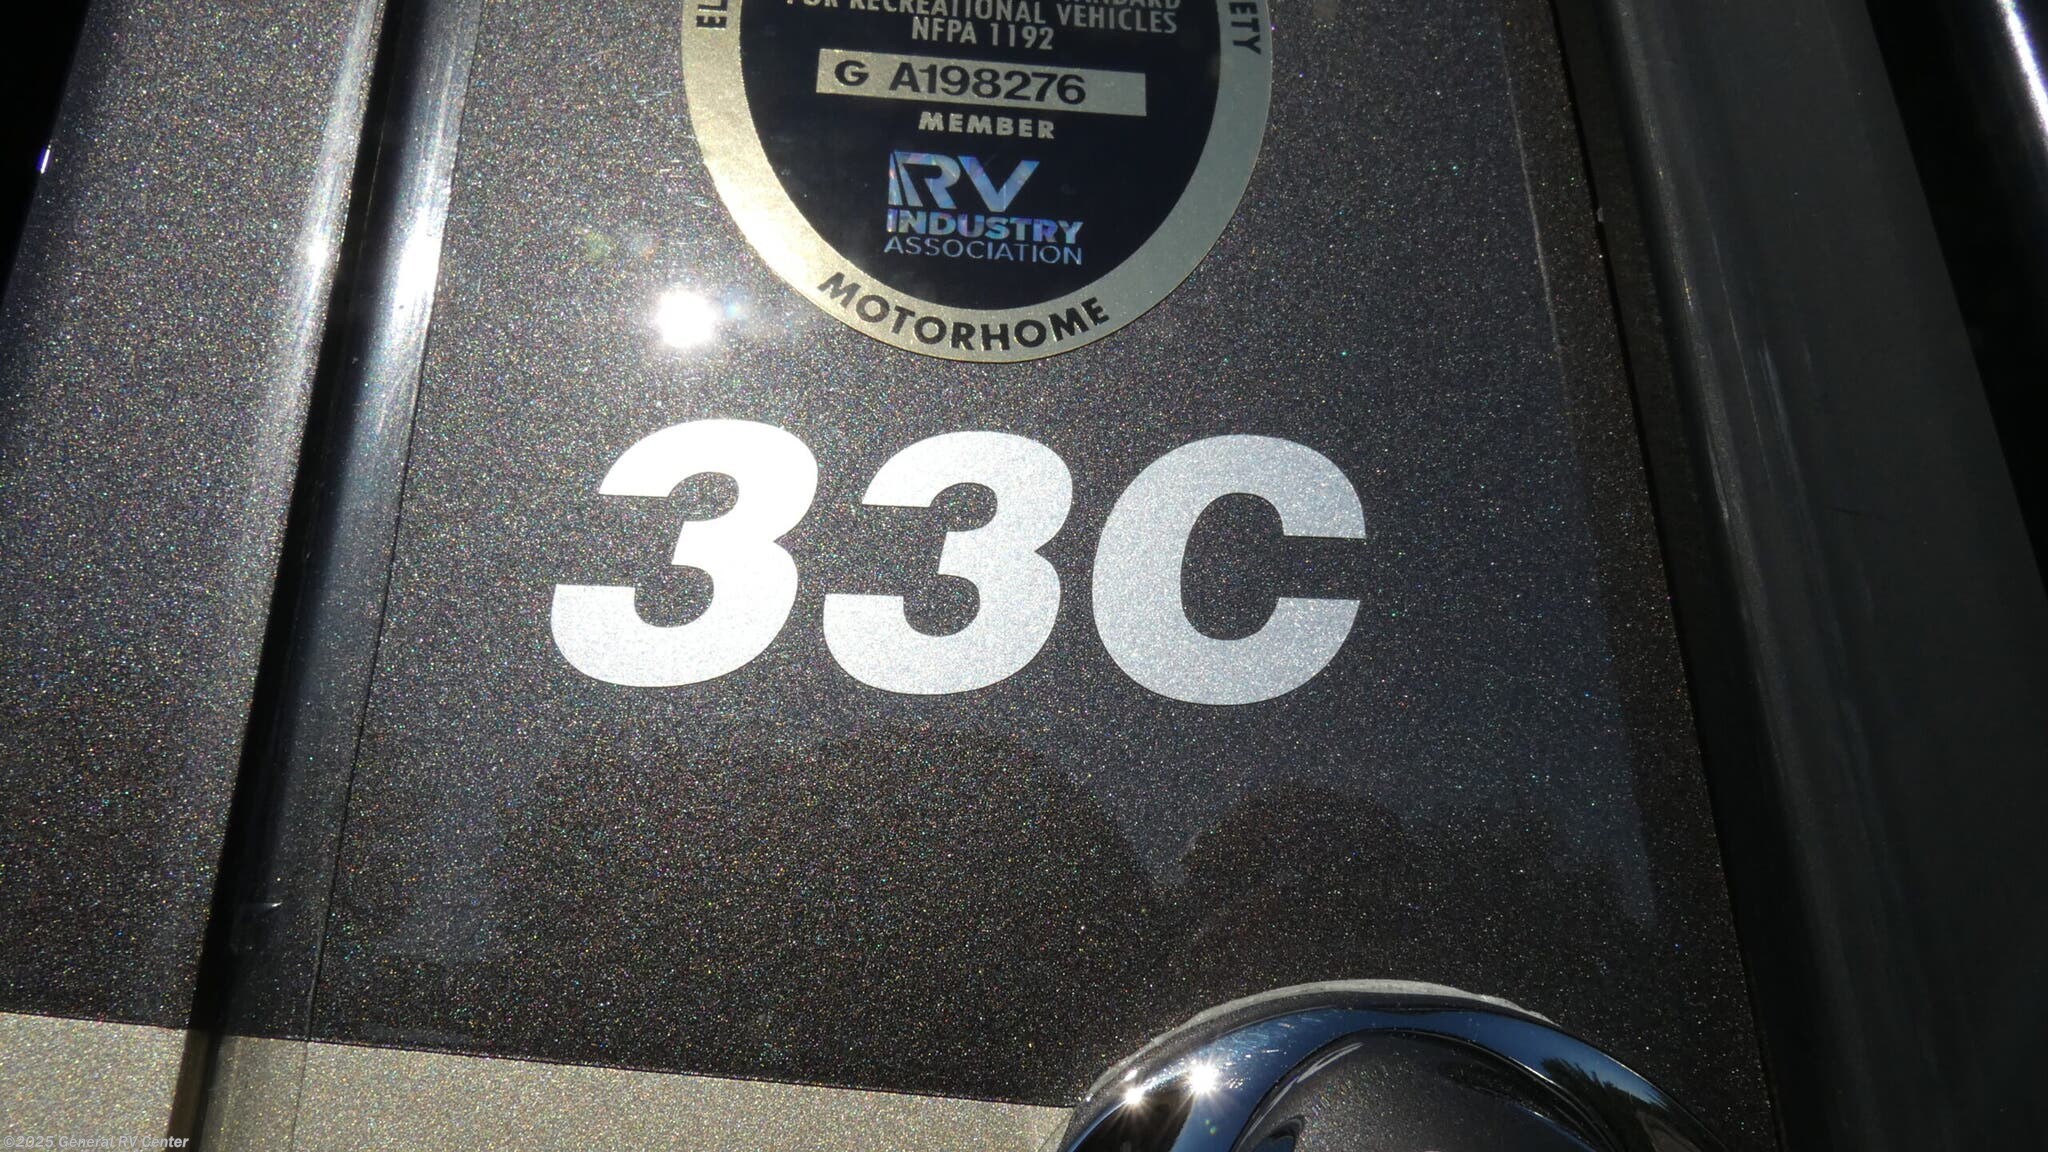 FOR RECREATIONAL VEHICLES
NFPA 1192
G A198276
MEMBER
RV
INDUSTRY
ASSOCIATION
MOTORHOME
33C
©2025 General RV Center